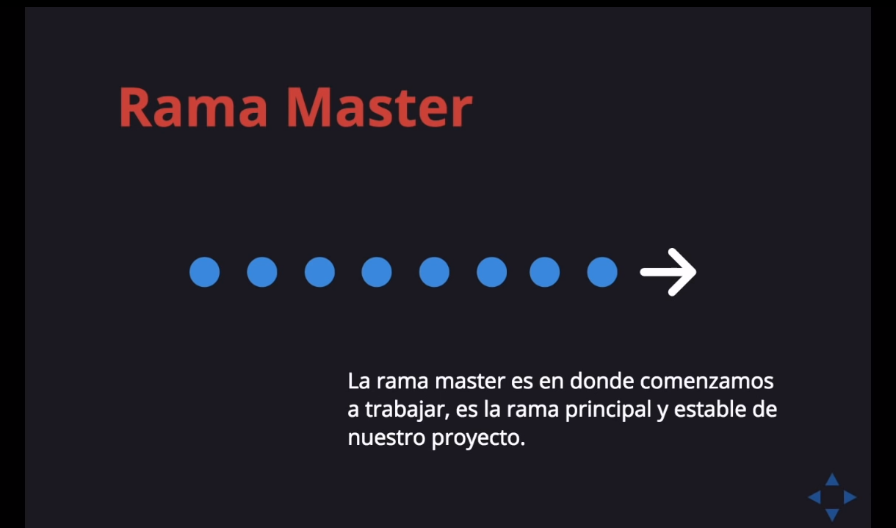 Rama Master
La rama master es en donde comenzamos
a trabajar, es la rama principal y estable de
nuestro proyecto.